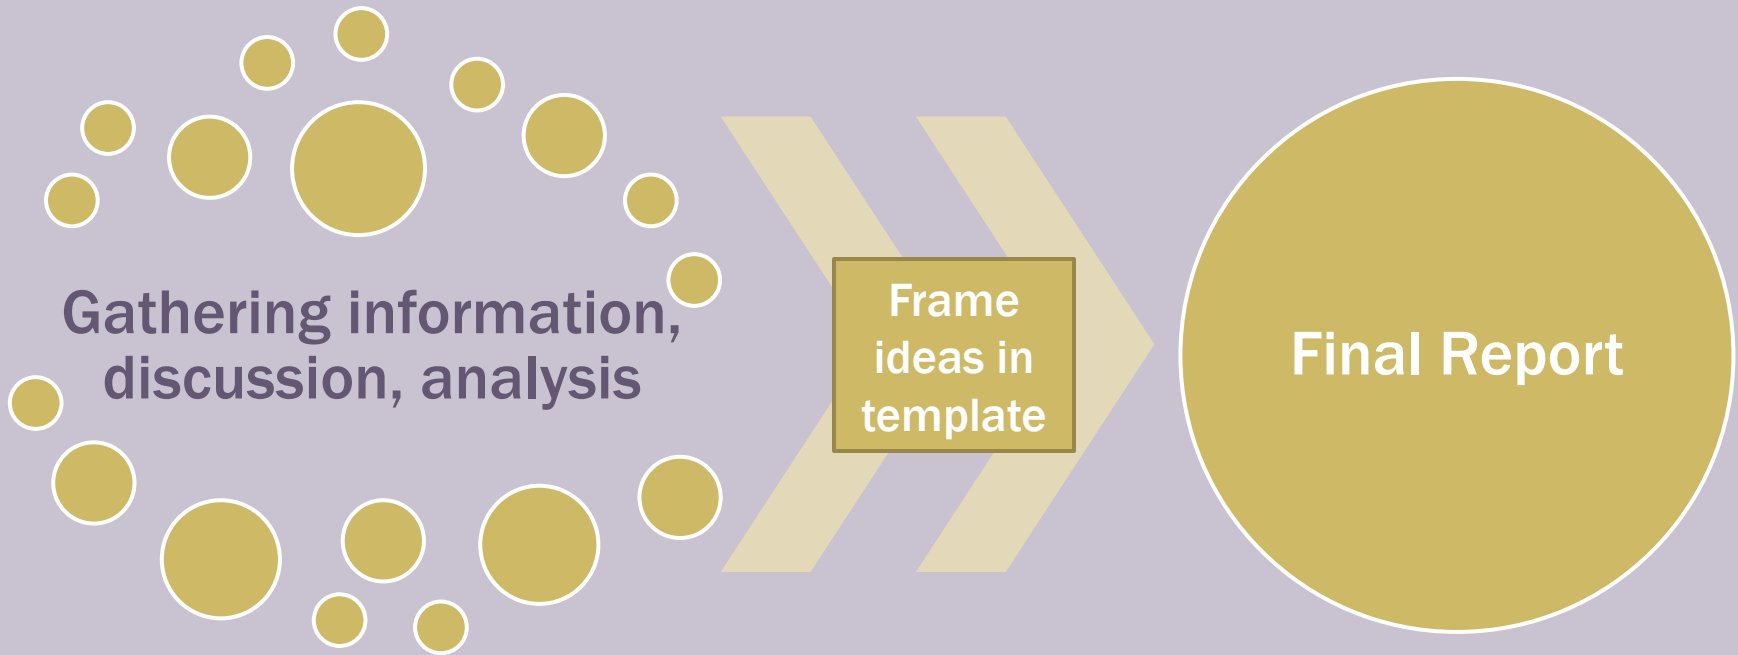 Gathering information,
discussion, analysis
Frame
ideas in
template
Final Report